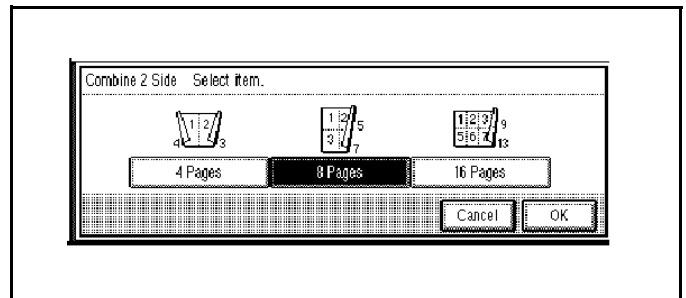 Combine 2 Side Select item.
1 2
4 3
1 2 5
3 4 7
1 2 3 9
5 6 7 13
4 Pages 8 Pages 16 Pages
Cancel OK